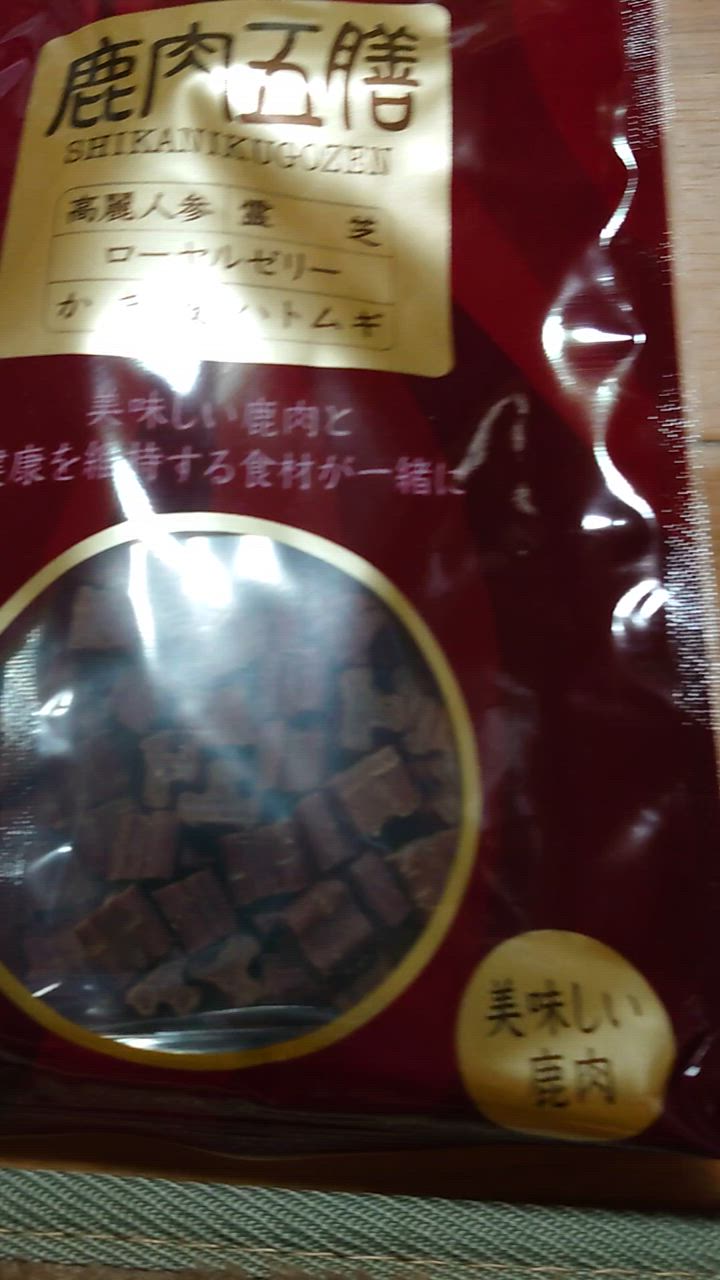 鹿肉五膳
SHIKANIKUGOZEN
高麗人参 霊芝
ローヤルゼリー
か ハトムギ
美味しい鹿肉と
健康を維持する食材が一緒に
美味しい
鹿肉